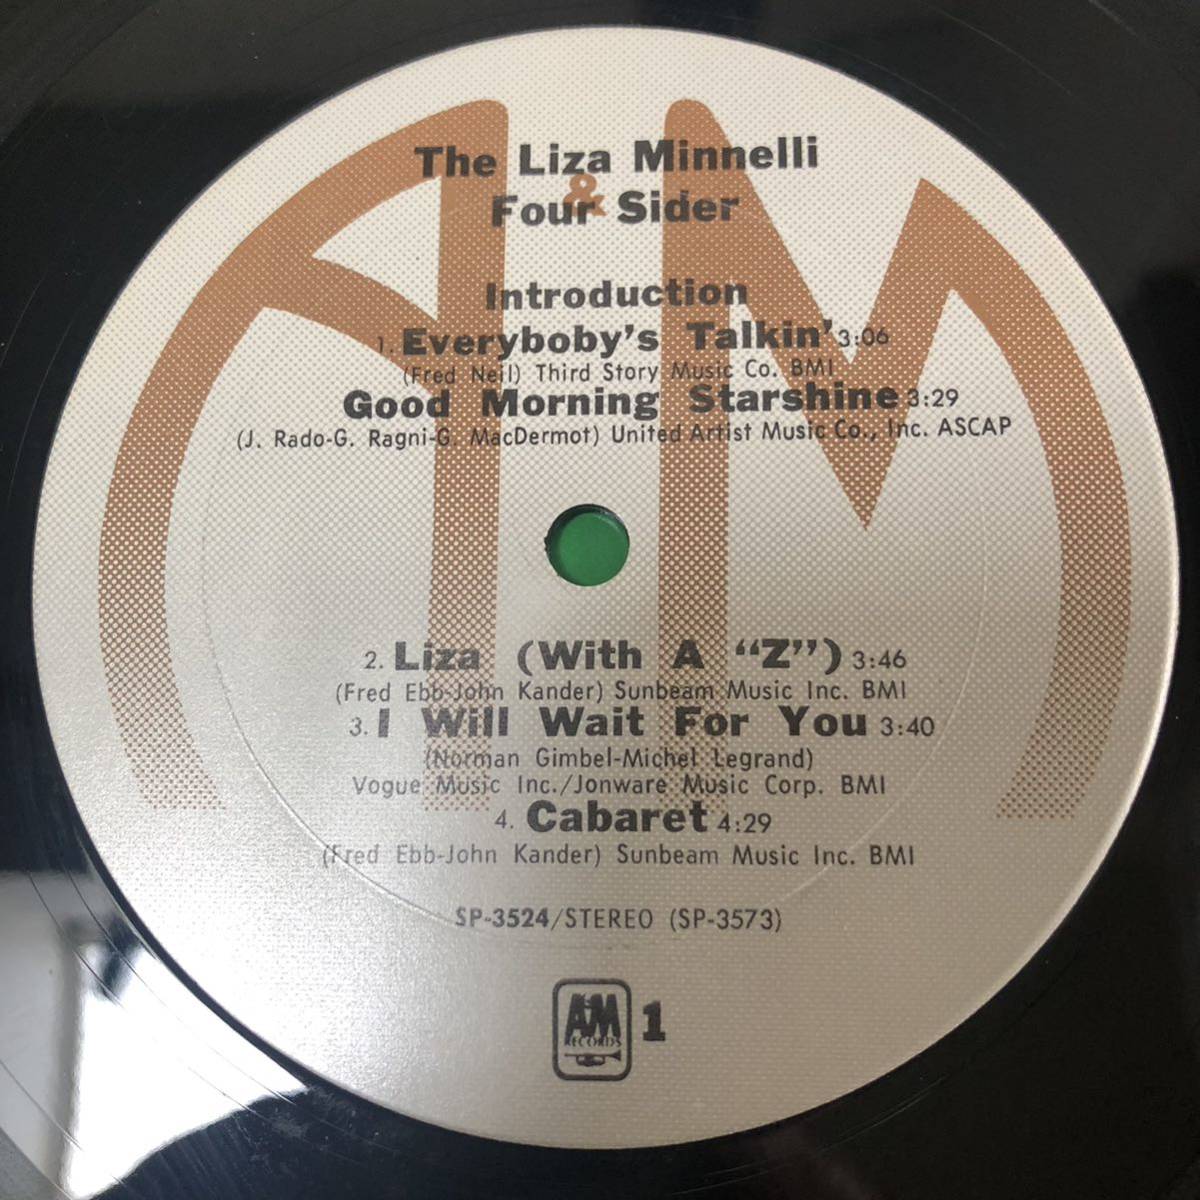 The Liza Minnelli
&
Four Sider
Introduction
1. Everyboby's Talkin' 3:06
(Fred Neil) Third Story Music Co. BMI
Good Morning Starshine 3:29
(J. Rado-G. Ragni-G. MacDermot) United Artist Music Co., Inc. ASCAP
2. Liza (With A “Z”) 3:46
(Fred Ebb-John Kander) Sunbeam Music Inc. BMI
3. I Will Wait For You 3:40
(Norman Gimbel-Michel Legrand)
Vogue Music Inc./Jonware Music Corp. BMI
4. Cabaret 4:29
(Fred Ebb-John Kander) Sunbeam Music Inc. BMI
SP-3524/STEREO (SP-3573)
A&M
RECORDS
1